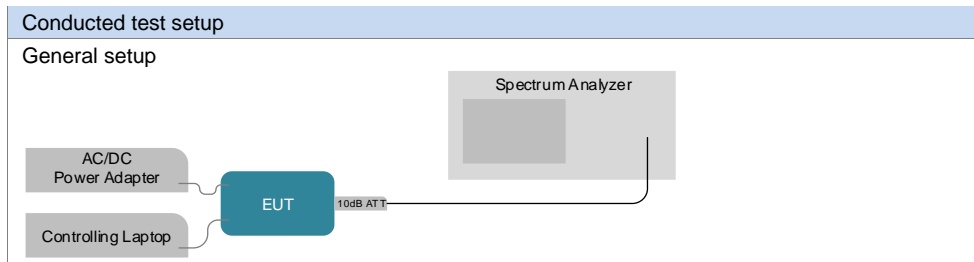 Conducted test setup
General setup
Spectrum Analyzer
AC/DC
Power Adapter
EUT
10dB ATT
Controlling Laptop